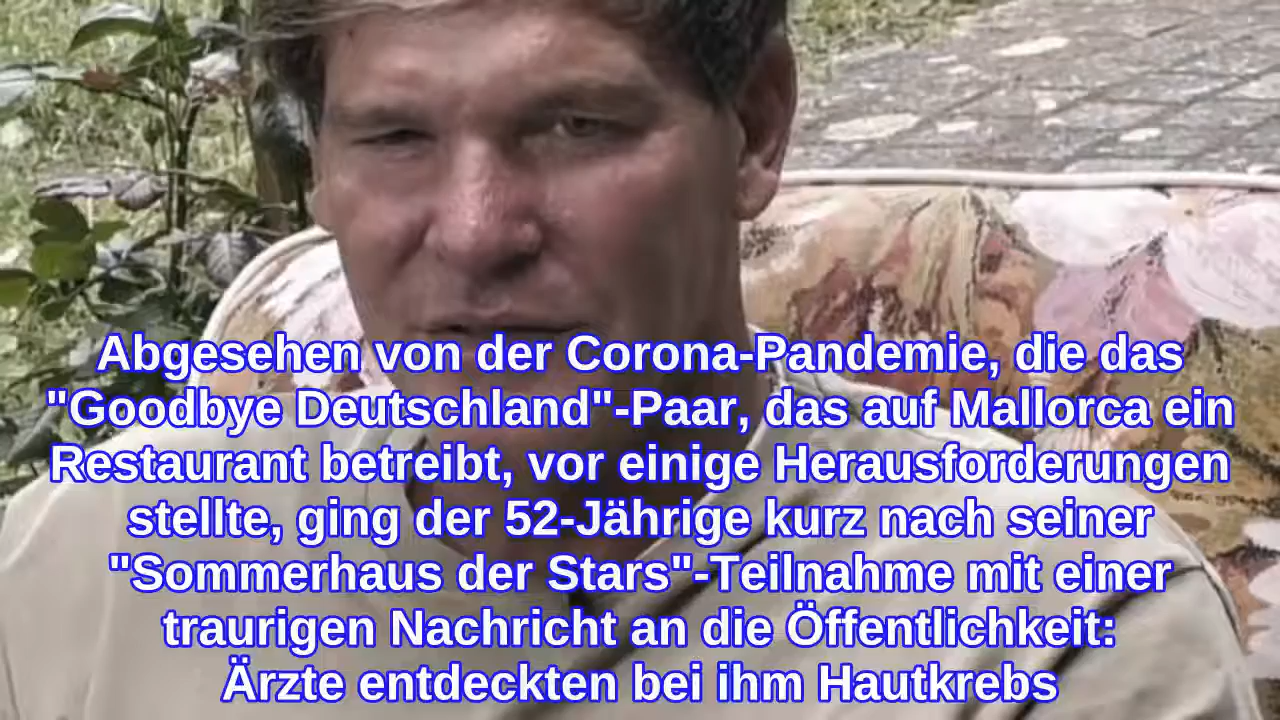 Abgesehen von der Corona-Pandemie, die das
"Goodbye Deutschland"-Paar, das auf Mallorca ein
Restaurant betreibt, vor einige Herausforderungen
stellte, ging der 52-Jährige kurz nach seiner
"Sommerhaus der Stars"-Teilnahme mit einer
traurigen Nachricht an die Öffentlichkeit:
Ärzte entdeckten bei ihm Hautkrebs